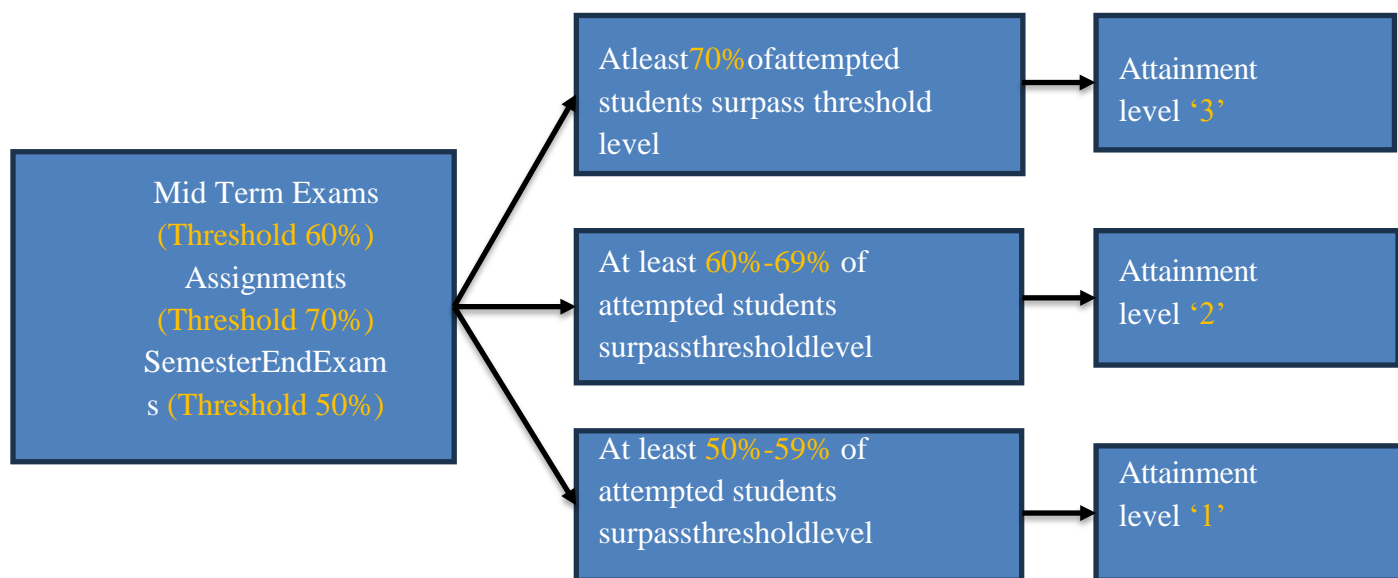 Mid Term Exams
(Threshold 60%)
Assignments
(Threshold 70%)
SemesterEndExam
s (Threshold 50%)
Atleast70%ofattempted
students surpass threshold
level
Attainment
level ‘3’
At least 60%-69% of
attempted students
surpassthresholdlevel
Attainment
level ‘2’
At least 50%-59% of
attempted students
surpassthresholdlevel
Attainment
level ‘1’